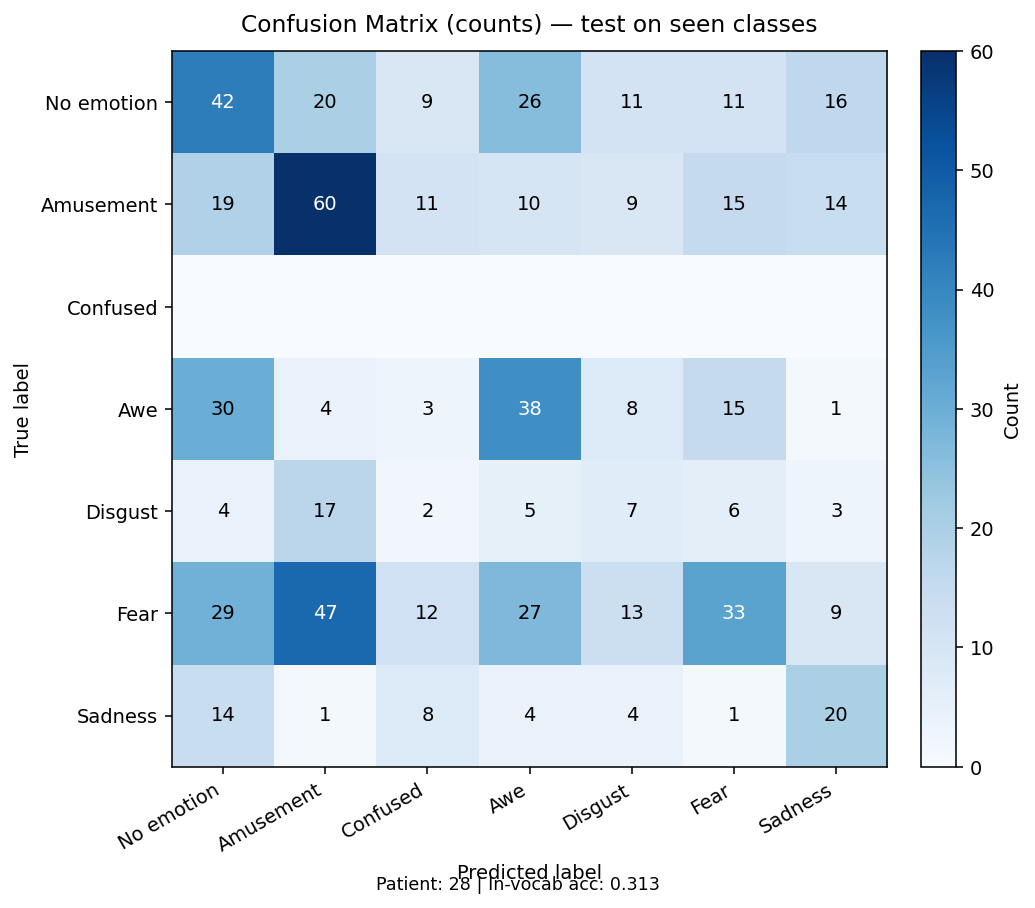 Confusion Matrix (counts) — test on seen classes
No emotion 42 20 9 26 11 11 16
Amusement 19 60 11 10 9 15 14
Confused
Awe 30 4 3 38 8 15 1
Disgust 4 17 2 5 7 6 3
Fear 29 47 12 27 13 33 9
Sadness 14 1 8 4 4 1 20
True label
No emotion Amusement Confused Awe Disgust Fear Sadness
Predicted label
Patient: 28 | In-vocab acc: 0.313
60
50
40
30
20
10
0
Count